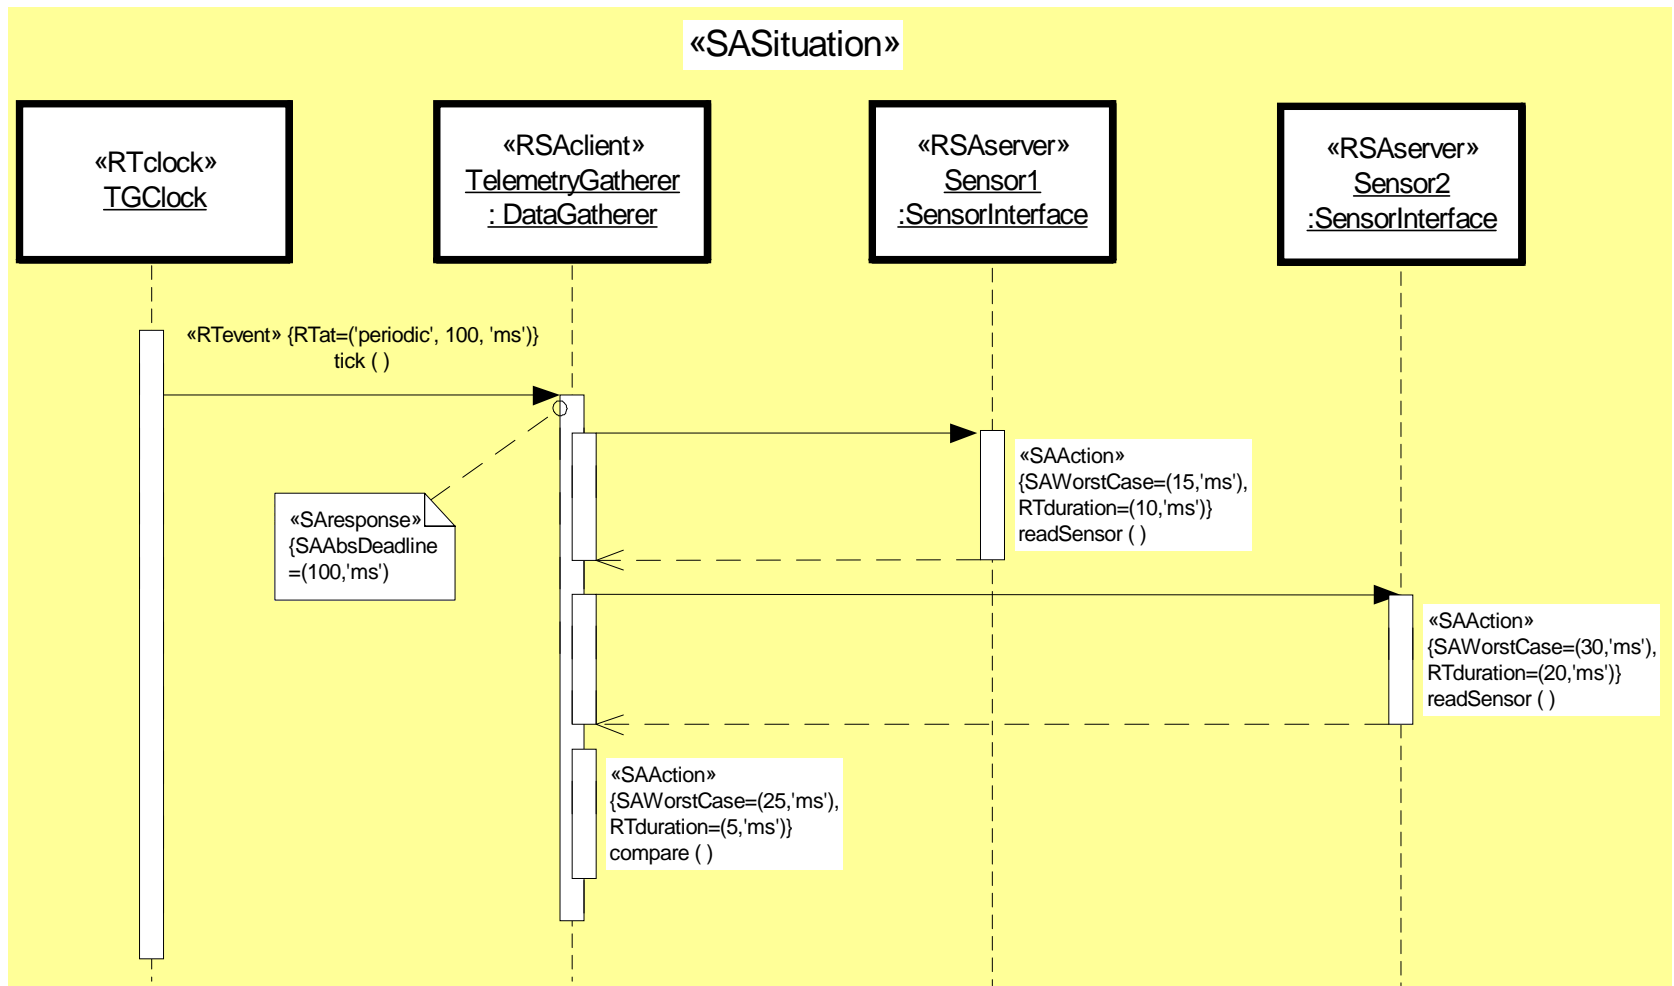 «SASituation»
«RTclock»
TGClock
«RSAclient»
TelemetryGatherer
: DataGatherer
«RSAserver»
Sensor1
:SensorInterface
«RSAserver»
Sensor2
:SensorInterface
«RTevent» {RTat=('periodic', 100, 'ms')}
tick ( )
«SAAction»
{SAWorstCase=(15,'ms'),
RTduration=(10,'ms')}
readSensor ( )
«SAresponse»
{SAAbsDeadline
=(100,'ms')
«SAAction»
{SAWorstCase=(30,'ms'),
RTduration=(20,'ms')}
readSensor ( )
«SAAction»
{SAWorstCase=(25,'ms'),
RTduration=(5,'ms')}
compare ( )